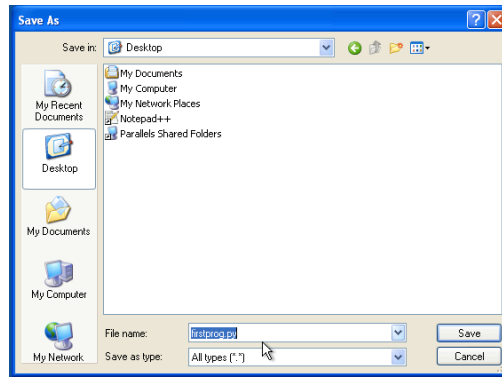 Save As
Save in:
Desktop
My Recent
Documents
Desktop
My Documents
My Computer
My Network
My Documents
My Computer
My Network Places
Notepad++
Parallels Shared Folders
File name:
firstprog.py
Save
Save as type:
All types (*.*)
Cancel